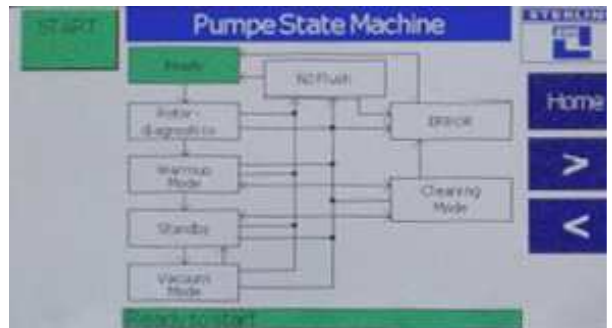 START
Pumpe State Machine
STERLING
Ready
N2 Flush
Home
Rotor-
diagnostics
ERROR
>
Warmup
Mode
Cleaning
Mode
<
Standby
Vacuum
Mode
Ready to start